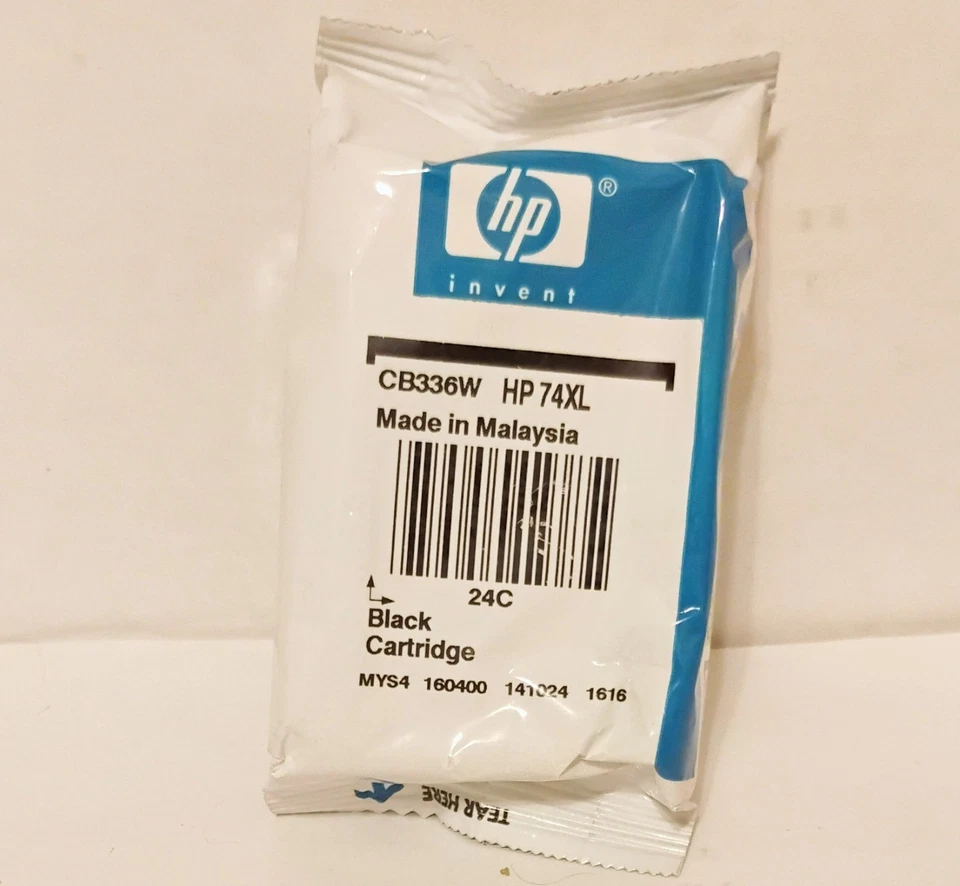 hp ®
invent
CB336W HP 74XL
Made in Malaysia
24C
Black
Cartridge
MYS4 160400 141024 1616
TEAR HERE